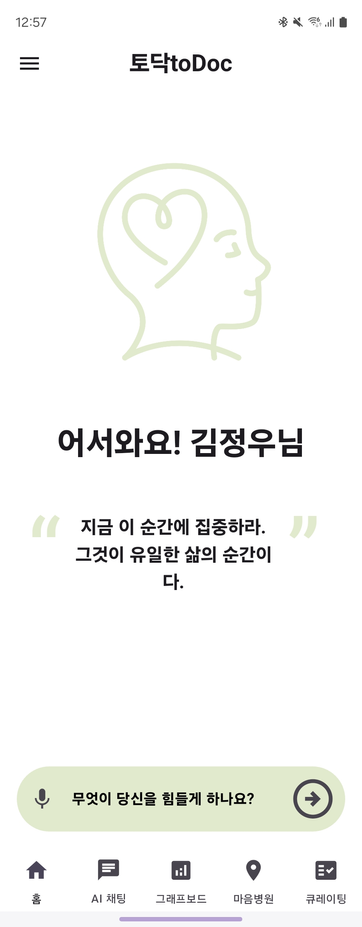 12:57
토닥toDoc
어서와요! 김정우님
“ 지금 이 순간에 집중하라. ”
그것이 유일한 삶의 순간이
다.
무엇이 당신을 힘들게 하나요?
홈 AI 채팅 그래프보드 마음병원 큐레이팅